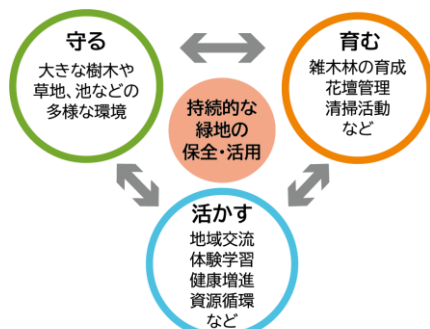 守る
大きな樹木や
草地、池などの
多様な環境
育む
雑木林の育成
花壇管理
清掃活動
など
持続的な
緑地の
保全・活用
活かす
地域交流
体験学習
健康増進
資源循環
など